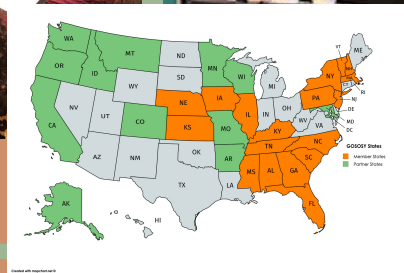 WA
OR
CA
ID
NV
MT
WY
UT
AZ
CO
NM
ND
SD
NE
KS
OK
TX
MN
IA
MO
AR
LA
WI
IL
MS
MI
IN
KY
TN
AL
OH
WV
VA
NC
SC
GA
FL
PA
NY
VT
ME
RI
NJ
DE
MD
DC
AK
HI
GOSOSY States
Member States
Partner States
Created with mapchart.net ©